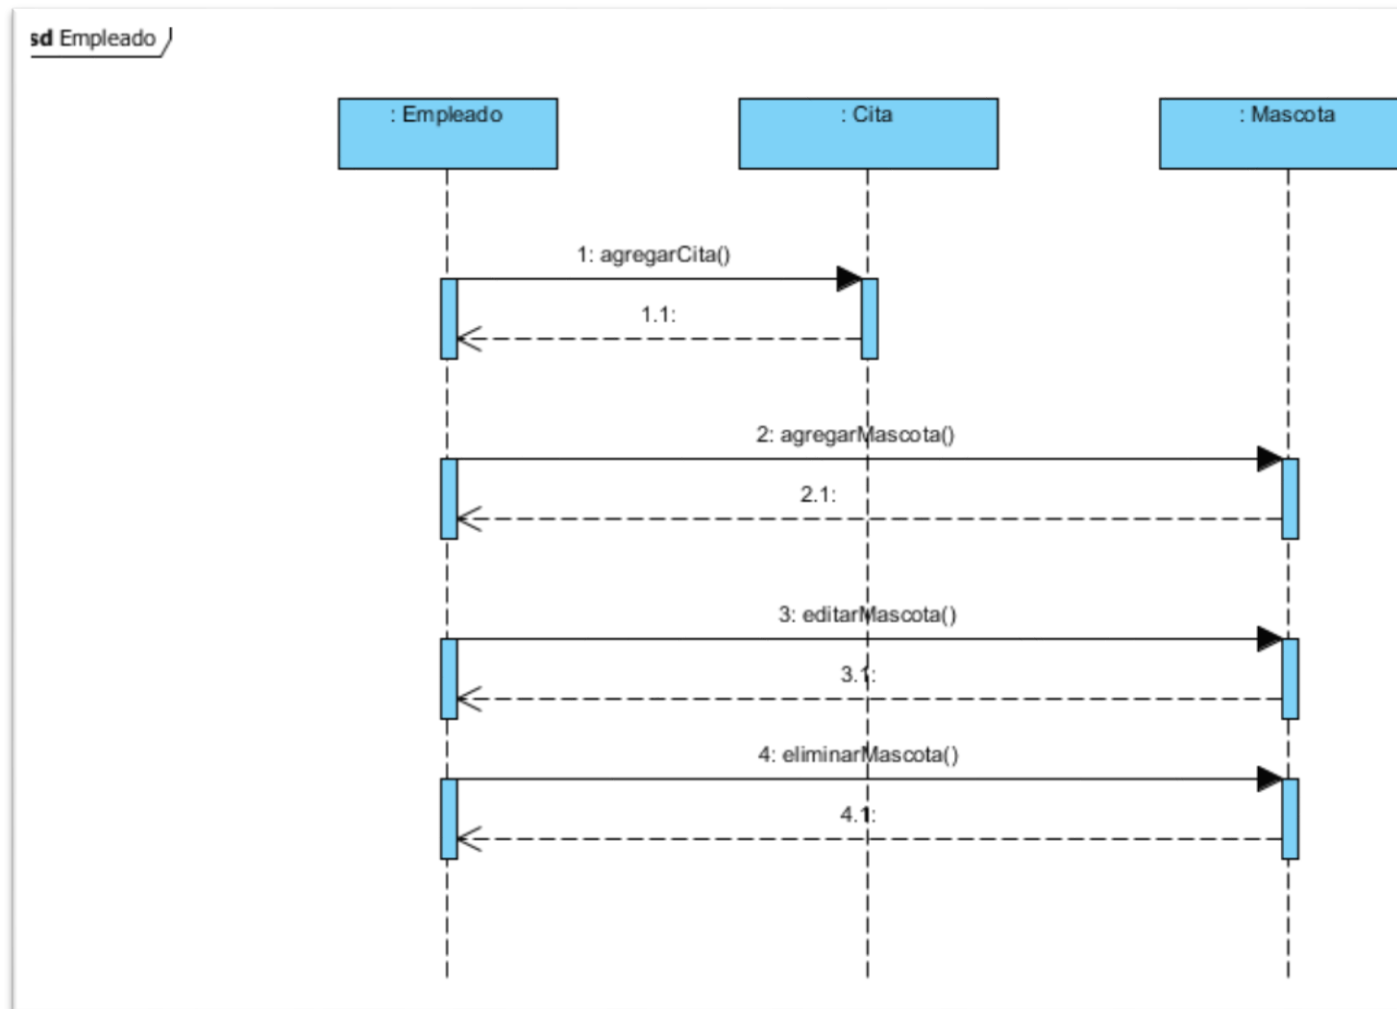 sd Empleado
: Empleado
: Cita
: Mascota
1: agregarCita()
1.1:
2: agregarMascota()
2.1:
3: editarMascota()
3.1:
4: eliminarMascota()
4.1: